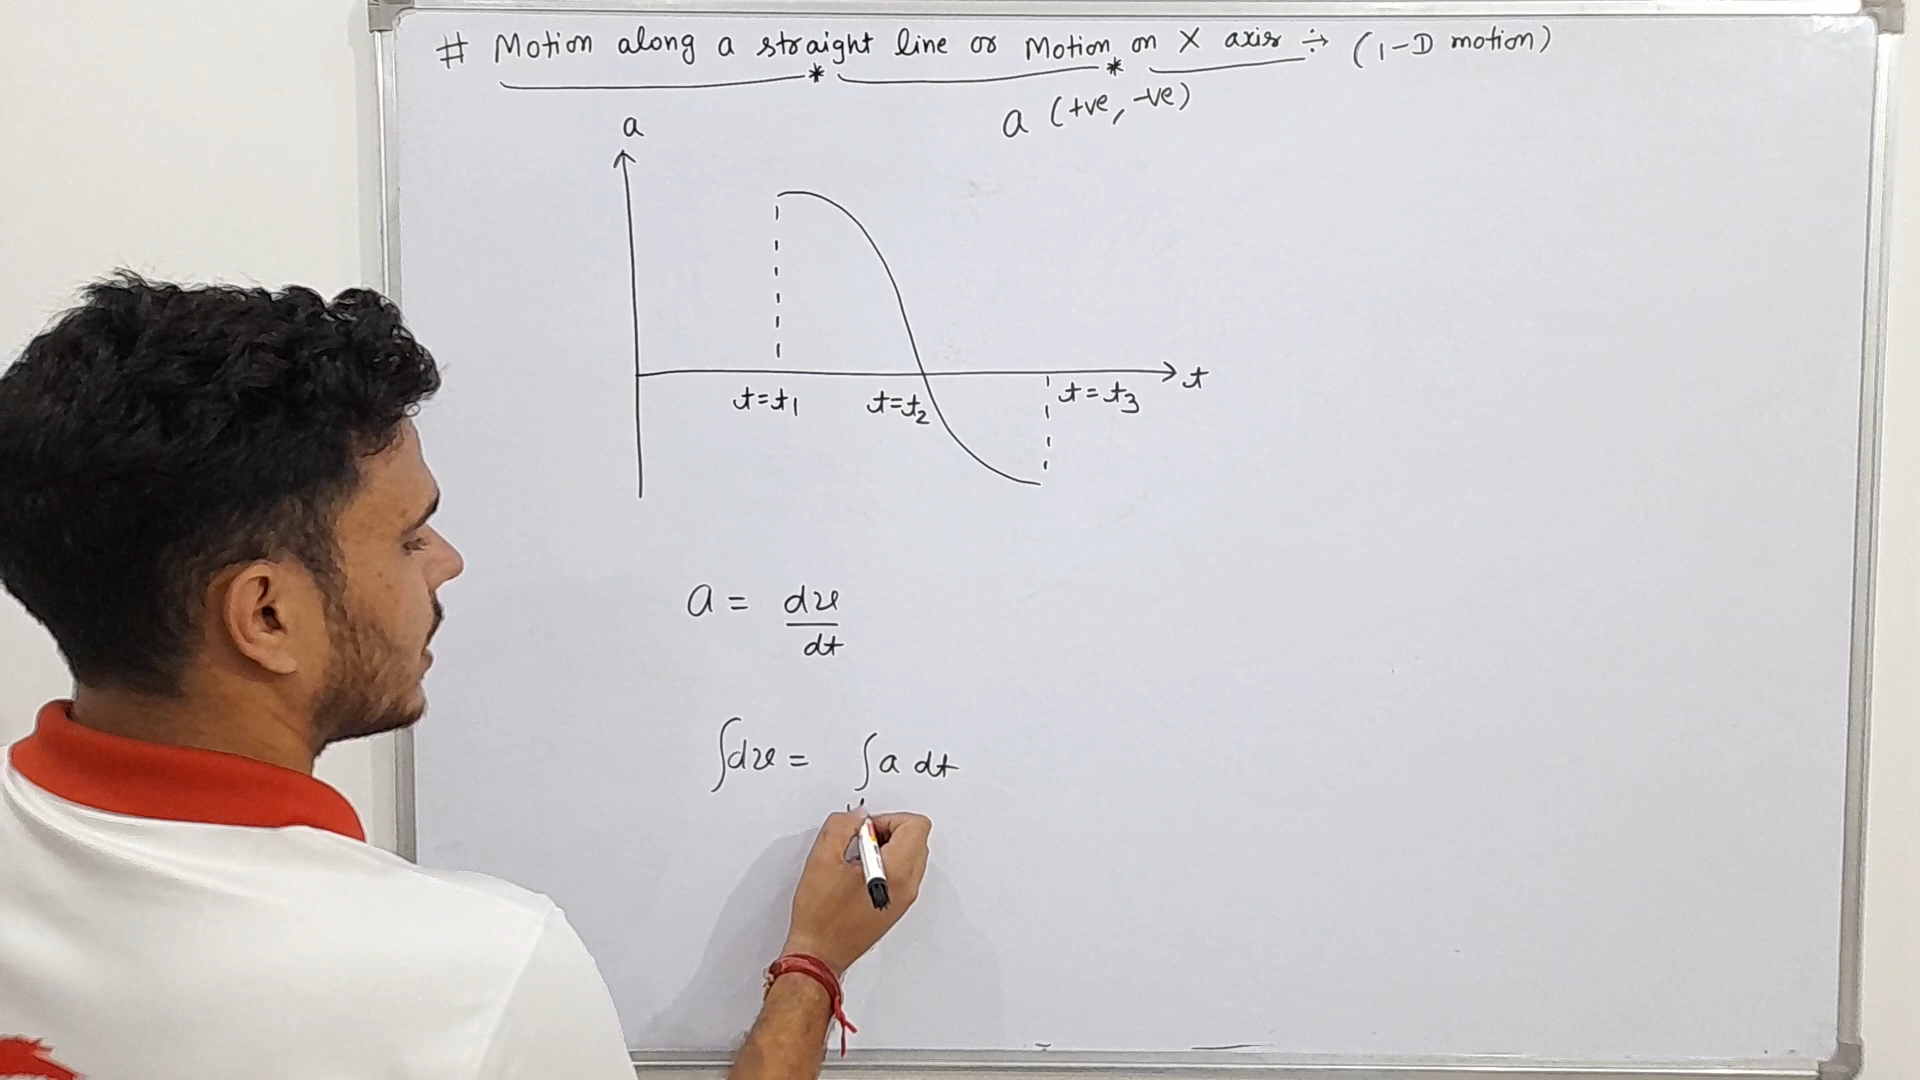 # Motion along a straight line or Motion on X axis ÷ (1-D motion)
* *
a (+ve, -ve)
a
t
t=t1 t=t2 t=t3
a = dv/dt
∫dv = ∫a dt